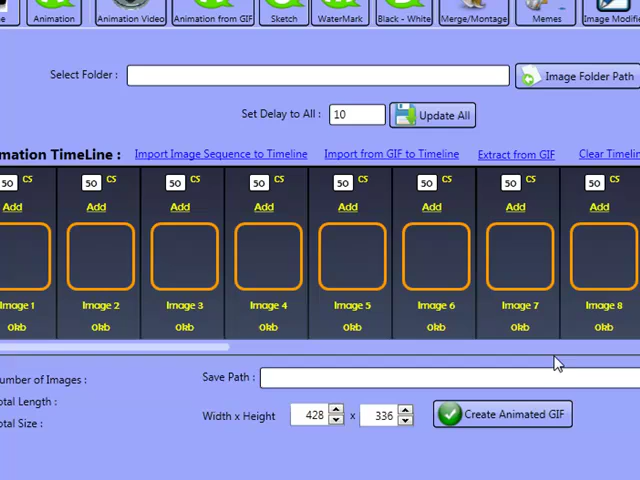 Animation
Animation Video
Animation from GIF
Sketch
WaterMark
Black - White
Merge/Montage
Memes
Image Modifie
Select Folder :
Image Folder Path
Set Delay to All : 10 Update All
mation TimeLine : Import Image Sequence to Timeline Import from GIF to Timeline Extract from GIF Clear Timelin
50 CS 50 CS 50 CS 50 CS 50 CS 50 CS 50 CS 50 CS
Add Add Add Add Add Add Add Add
Image 1 Image 2 Image 3 Image 4 Image 5 Image 6 Image 7 Image 8
0kb 0kb 0kb 0kb 0kb 0kb 0kb 0kb
Number of Images :
Save Path :
otal Length :
Width x Height 428 x 336 Create Animated GIF
otal Size :